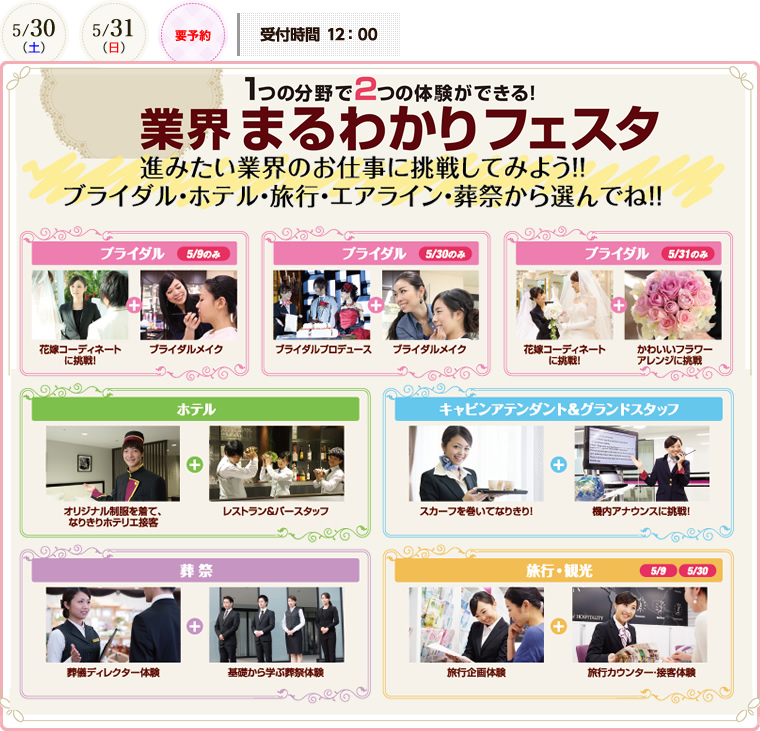 5/30
(土)
5/31
(日)
要予約
受付時間 12：00
1つの分野で2つの体験ができる!
業界まるわかりフェスタ
進みたい業界のお仕事に挑戦してみよう!!
ブライダル・ホテル・旅行・エアライン・葬祭から選んでね!!
ブライダル 5/9のみ
花嫁コーディネート
に挑戦!
+
ブライダルメイク
ブライダル 5/30のみ
ブライダルプロデュース
+
ブライダルメイク
ブライダル 5/31のみ
花嫁コーディネート
に挑戦!
+
かわいいフラワー
アレンジに挑戦
ホテル
オリジナル制服を着て、
なりきりホテリエ接客
+
レストラン&バースタッフ
キャビンアテンダント&グランドスタッフ
スカーフを巻いてなりきり!
+
機内アナウンスに挑戦!
葬 祭
葬儀ディレクター体験
+
基礎から学ぶ葬祭体験
旅行・観光 5/9 5/30
旅行企画体験
+
HOSPITALITY
旅行カウンター・接客体験